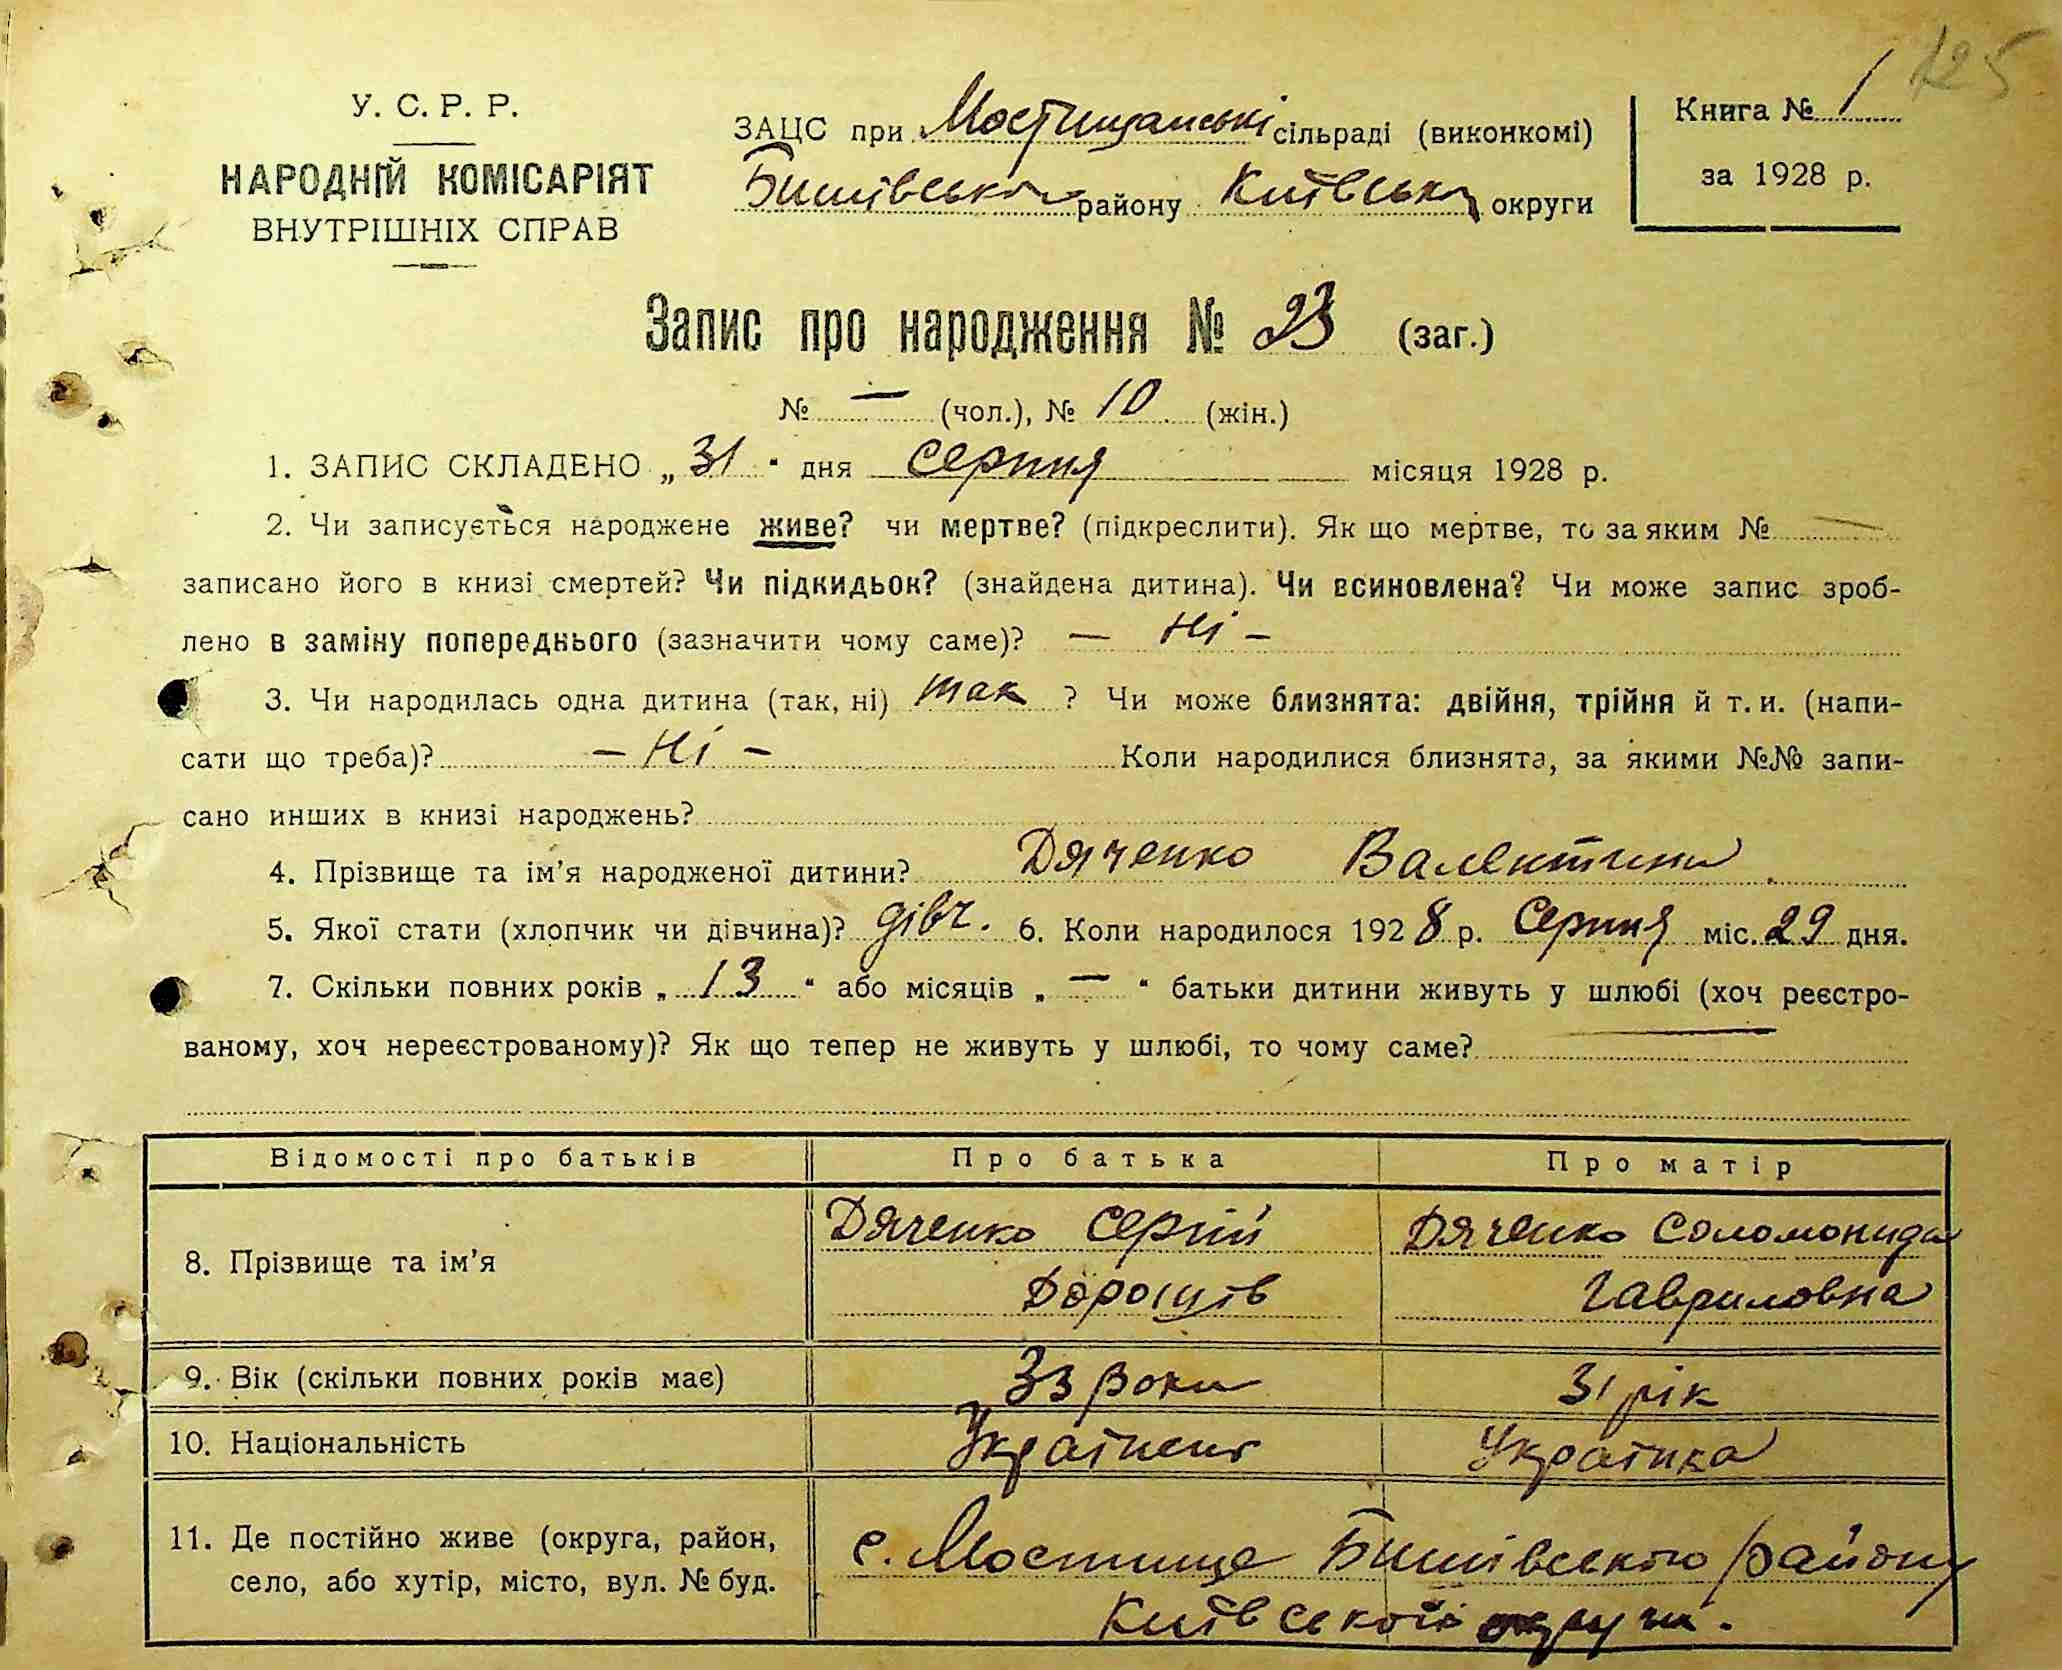 125
У. С. Р. Р.
НАРОДНІЙ КОМІСАРІЯТ
ВНУТРІШНІХ СПРАВ
ЗАЦС при Мостищанські сільраді (виконкомі)
Бишівсько району Київсько округи
Книга № 1
за 1928 р.
Запис про народження № 23 (заг.)
№ — (чол.), № 10 (жін.)
1. ЗАПИС СКЛАДЕНО „ 31 " дня серпня місяця 1928 р.
2. Чи записується народжене живе? чи мертве? (підкреслити). Як що мертве, то за яким № —
записано його в книзі смертей? Чи підкидьок? (знайдена дитина). Чи всиновлена? Чи може запис зроб-
лено в заміну попереднього (зазначити чому саме)? — Ні —
3. Чи народилась одна дитина (так, ні) так ? Чи може близнята: двійня, трійня й т. и. (напи-
сати що треба)? — Ні — Коли народилися близнята, за якими №№ запи-
сано инших в книзі народжень?
4. Прізвище та ім'я народженої дитини? Дяченко Валентина
5. Якої стати (хлопчик чи дівчина)? дівч. 6. Коли народилося 1928 р. Серпня міс. 29 дня.
7. Скільки повних років „ 13 " або місяців „ — " батьки дитини живуть у шлюбі (хоч реєстро-
ваному, хоч нереєстрованому)? Як що тепер не живуть у шлюбі, то чому саме?
Відомості про батьків Про батька Про матір
8. Прізвище та ім'я Дяченко Сергій Дяченко Соломонида
Гавриловна
9. Вік (скільки повних років має) 33 роки 31 рік
10. Національність Українець Українка
11. Де постійно живе (округа, район,
село, або хутір, місто, вул. № буд.
с. Мостище Бишівського району
Київської округи.